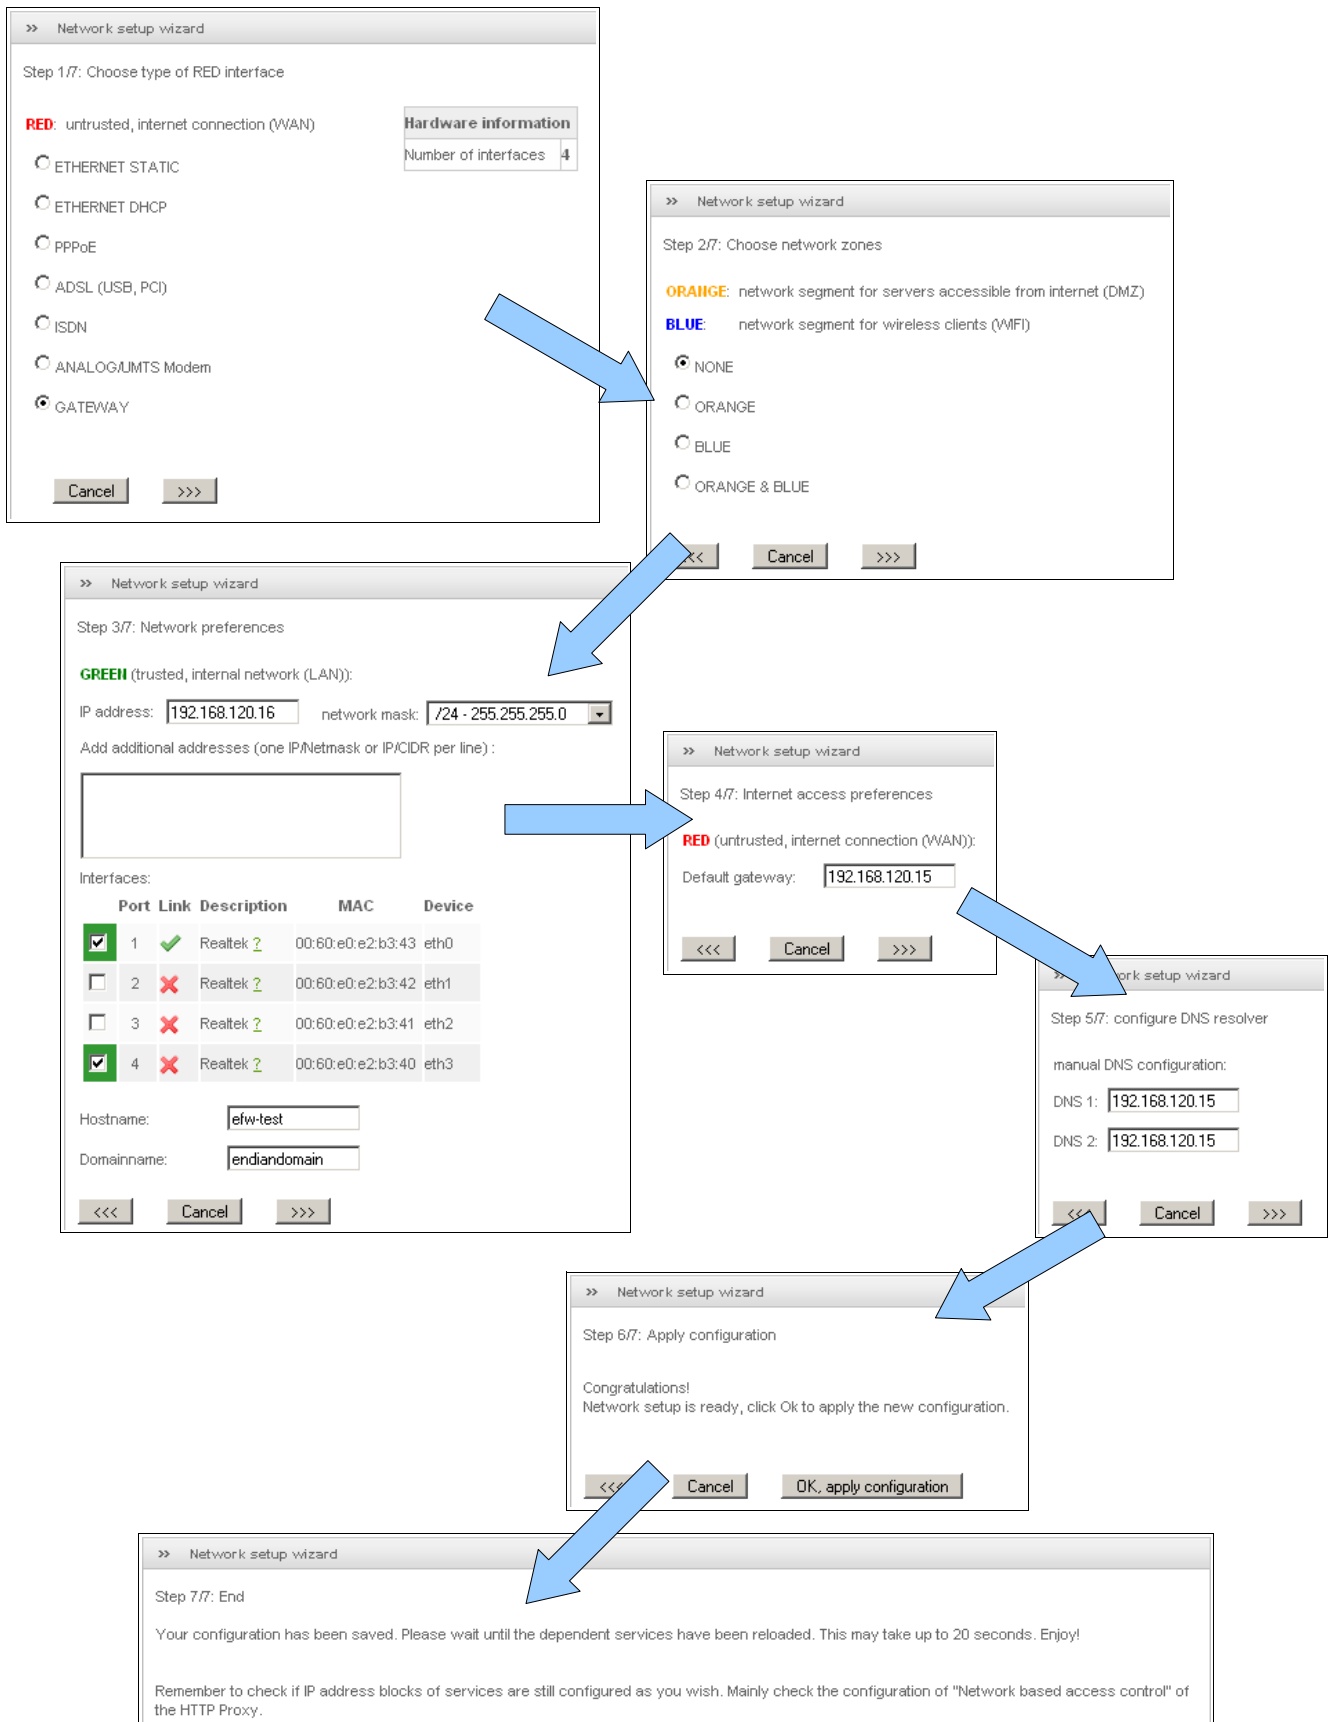 » Network setup wizard
Step 1/7: Choose type of RED interface
RED: untrusted, internet connection (WAN)
Hardware information
Number of interfaces 4
ETHERNET STATIC
ETHERNET DHCP
PPPoE
ADSL (USB, PCI)
ISDN
ANALOG/UMTS Modem
GATEWAY
Cancel >>>
» Network setup wizard
Step 2/7: Choose network zones
ORANGE: network segment for servers accessible from internet (DMZ)
BLUE: network segment for wireless clients (WIFI)
NONE
ORANGE
BLUE
ORANGE & BLUE
<< Cancel >>>
» Network setup wizard
Step 3/7: Network preferences
GREEN (trusted, internal network (LAN)):
IP address: 192.168.120.16 network mask: /24 - 255.255.255.0
Add additional addresses (one IP/Netmask or IP/CIDR per line) :
Interfaces:
Port Link Description MAC Device
1 Realtek ? 00:60:e0:e2:b3:43 eth0
2 Realtek ? 00:60:e0:e2:b3:42 eth1
3 Realtek ? 00:60:e0:e2:b3:41 eth2
4 Realtek ? 00:60:e0:e2:b3:40 eth3
Hostname: efw-test
Domainname: endiandomain
<<< Cancel >>>
» Network setup wizard
Step 4/7: Internet access preferences
RED (untrusted, internet connection (WAN)):
Default gateway: 192.168.120.15
<<< Cancel >>>
» rk setup wizard
Step 5/7: configure DNS resolver
manual DNS configuration:
DNS 1: 192.168.120.15
DNS 2: 192.168.120.15
<<< Cancel >>>
» Network setup wizard
Step 6/7: Apply configuration
Congratulations!
Network setup is ready, click Ok to apply the new configuration.
<<< Cancel OK, apply configuration
» Network setup wizard
Step 7/7: End
Your configuration has been saved. Please wait until the dependent services have been reloaded. This may take up to 20 seconds. Enjoy!
Remember to check if IP address blocks of services are still configured as you wish. Mainly check the configuration of "Network based access control" of
the HTTP Proxy.